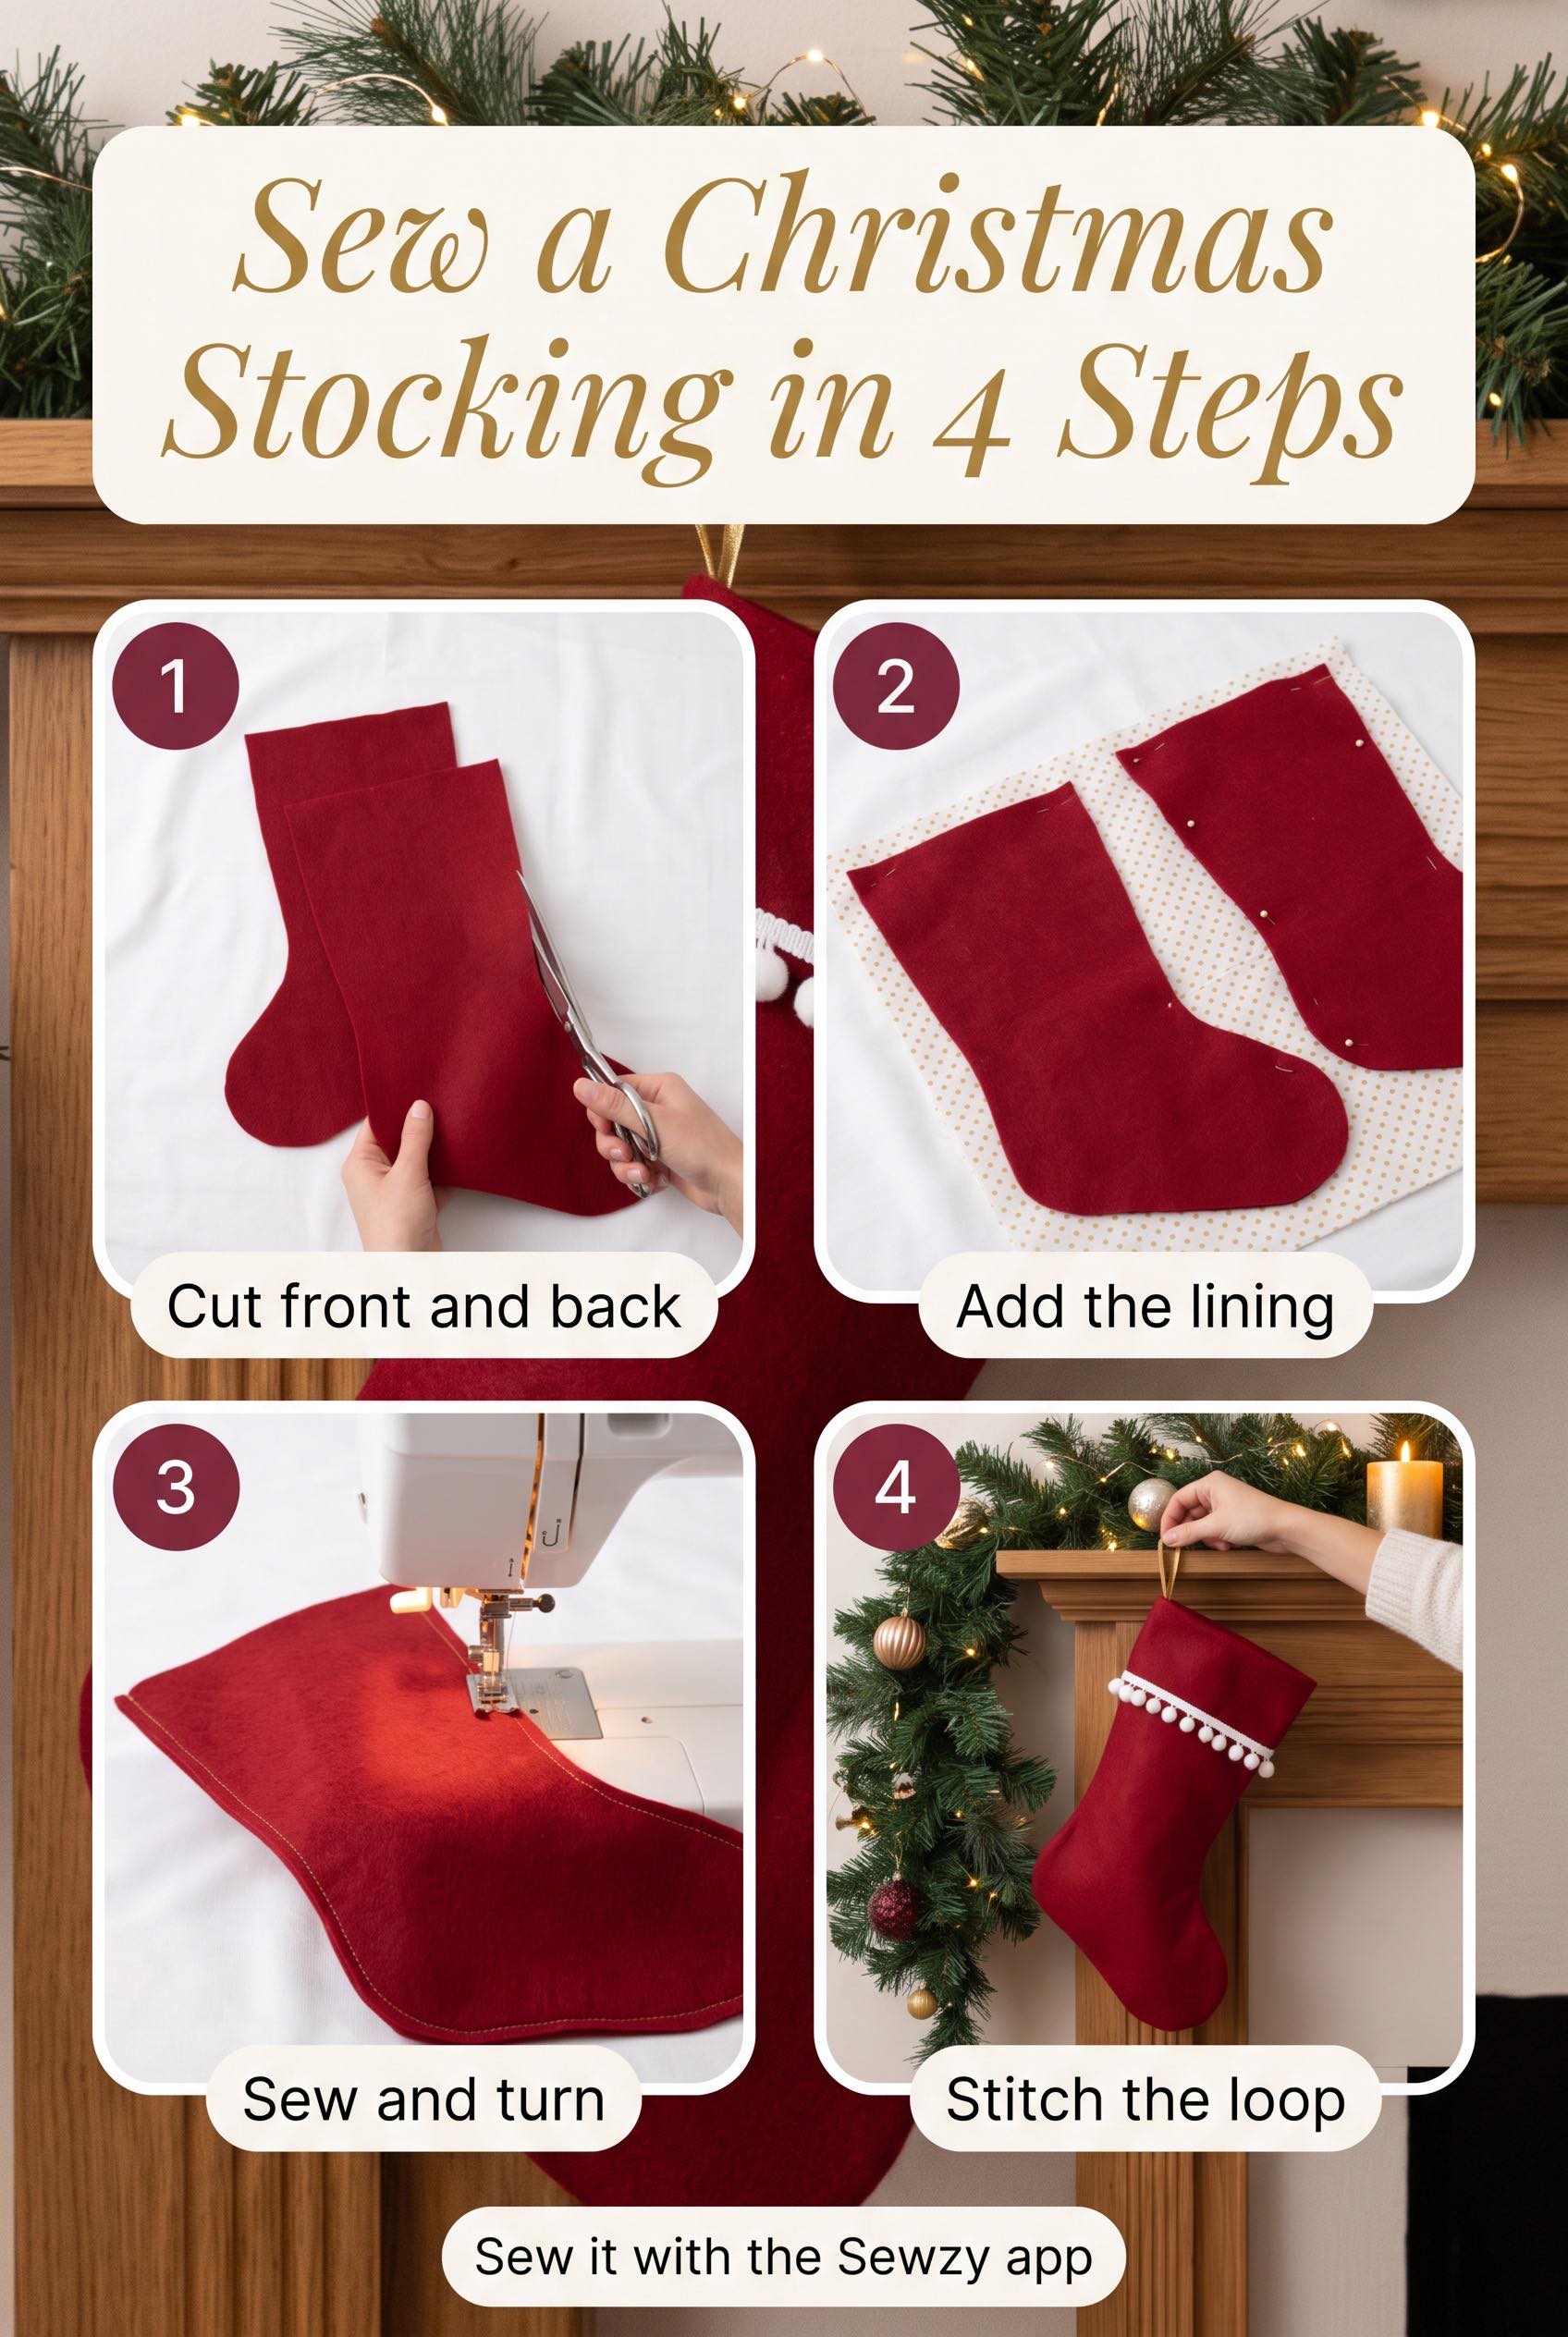 Sew a Christmas
Stocking in 4 Steps
1
2
Cut front and back
Add the lining
3
4
Sew and turn
Stitch the loop
Sew it with the Sewzy app